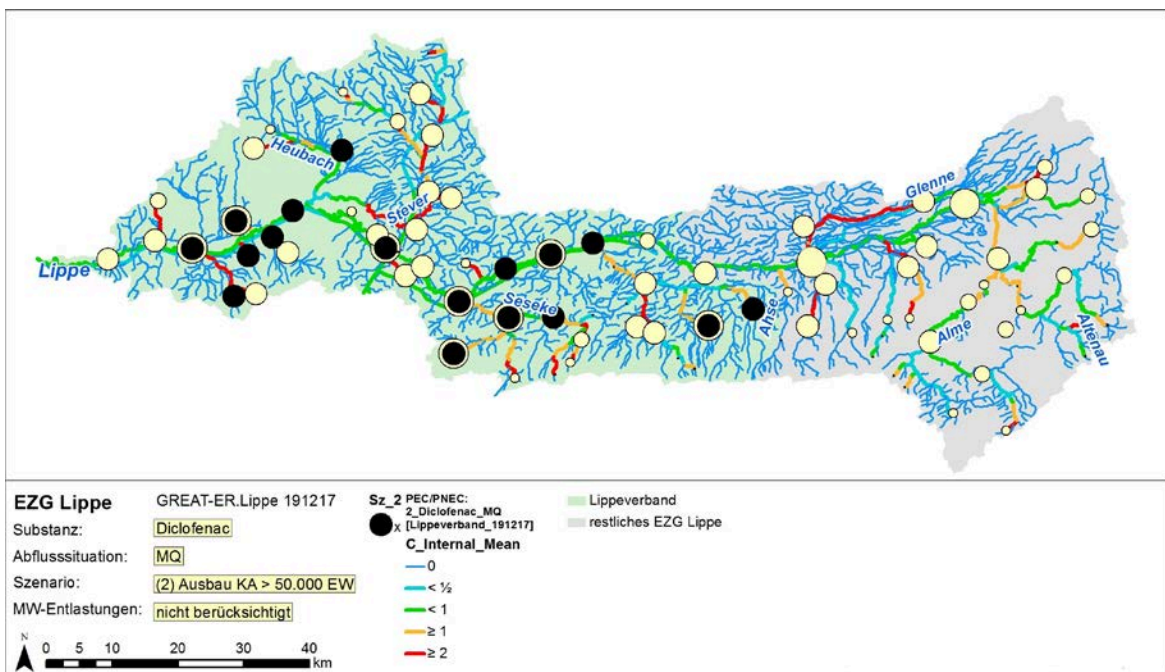 Heubach
Stever
Glenne
Lippe
Seseke
Ahse
Alme
Altenau
EZG Lippe GREAT-ER.Lippe 191217
Substanz: Diclofenac
Abflusssituation: MQ
Szenario: (2) Ausbau KA > 50.000 EW
MW-Entlastungen: nicht berücksichtigt
N
0 5 10 20 30 40
km
Sz_2 PEC/PNEC:
2_Diclofenac_MQ
x [Lippeverband_191217]
C_Internal_Mean
0
< ½
< 1
≥ 1
≥ 2
Lippeverband
restliches EZG Lippe